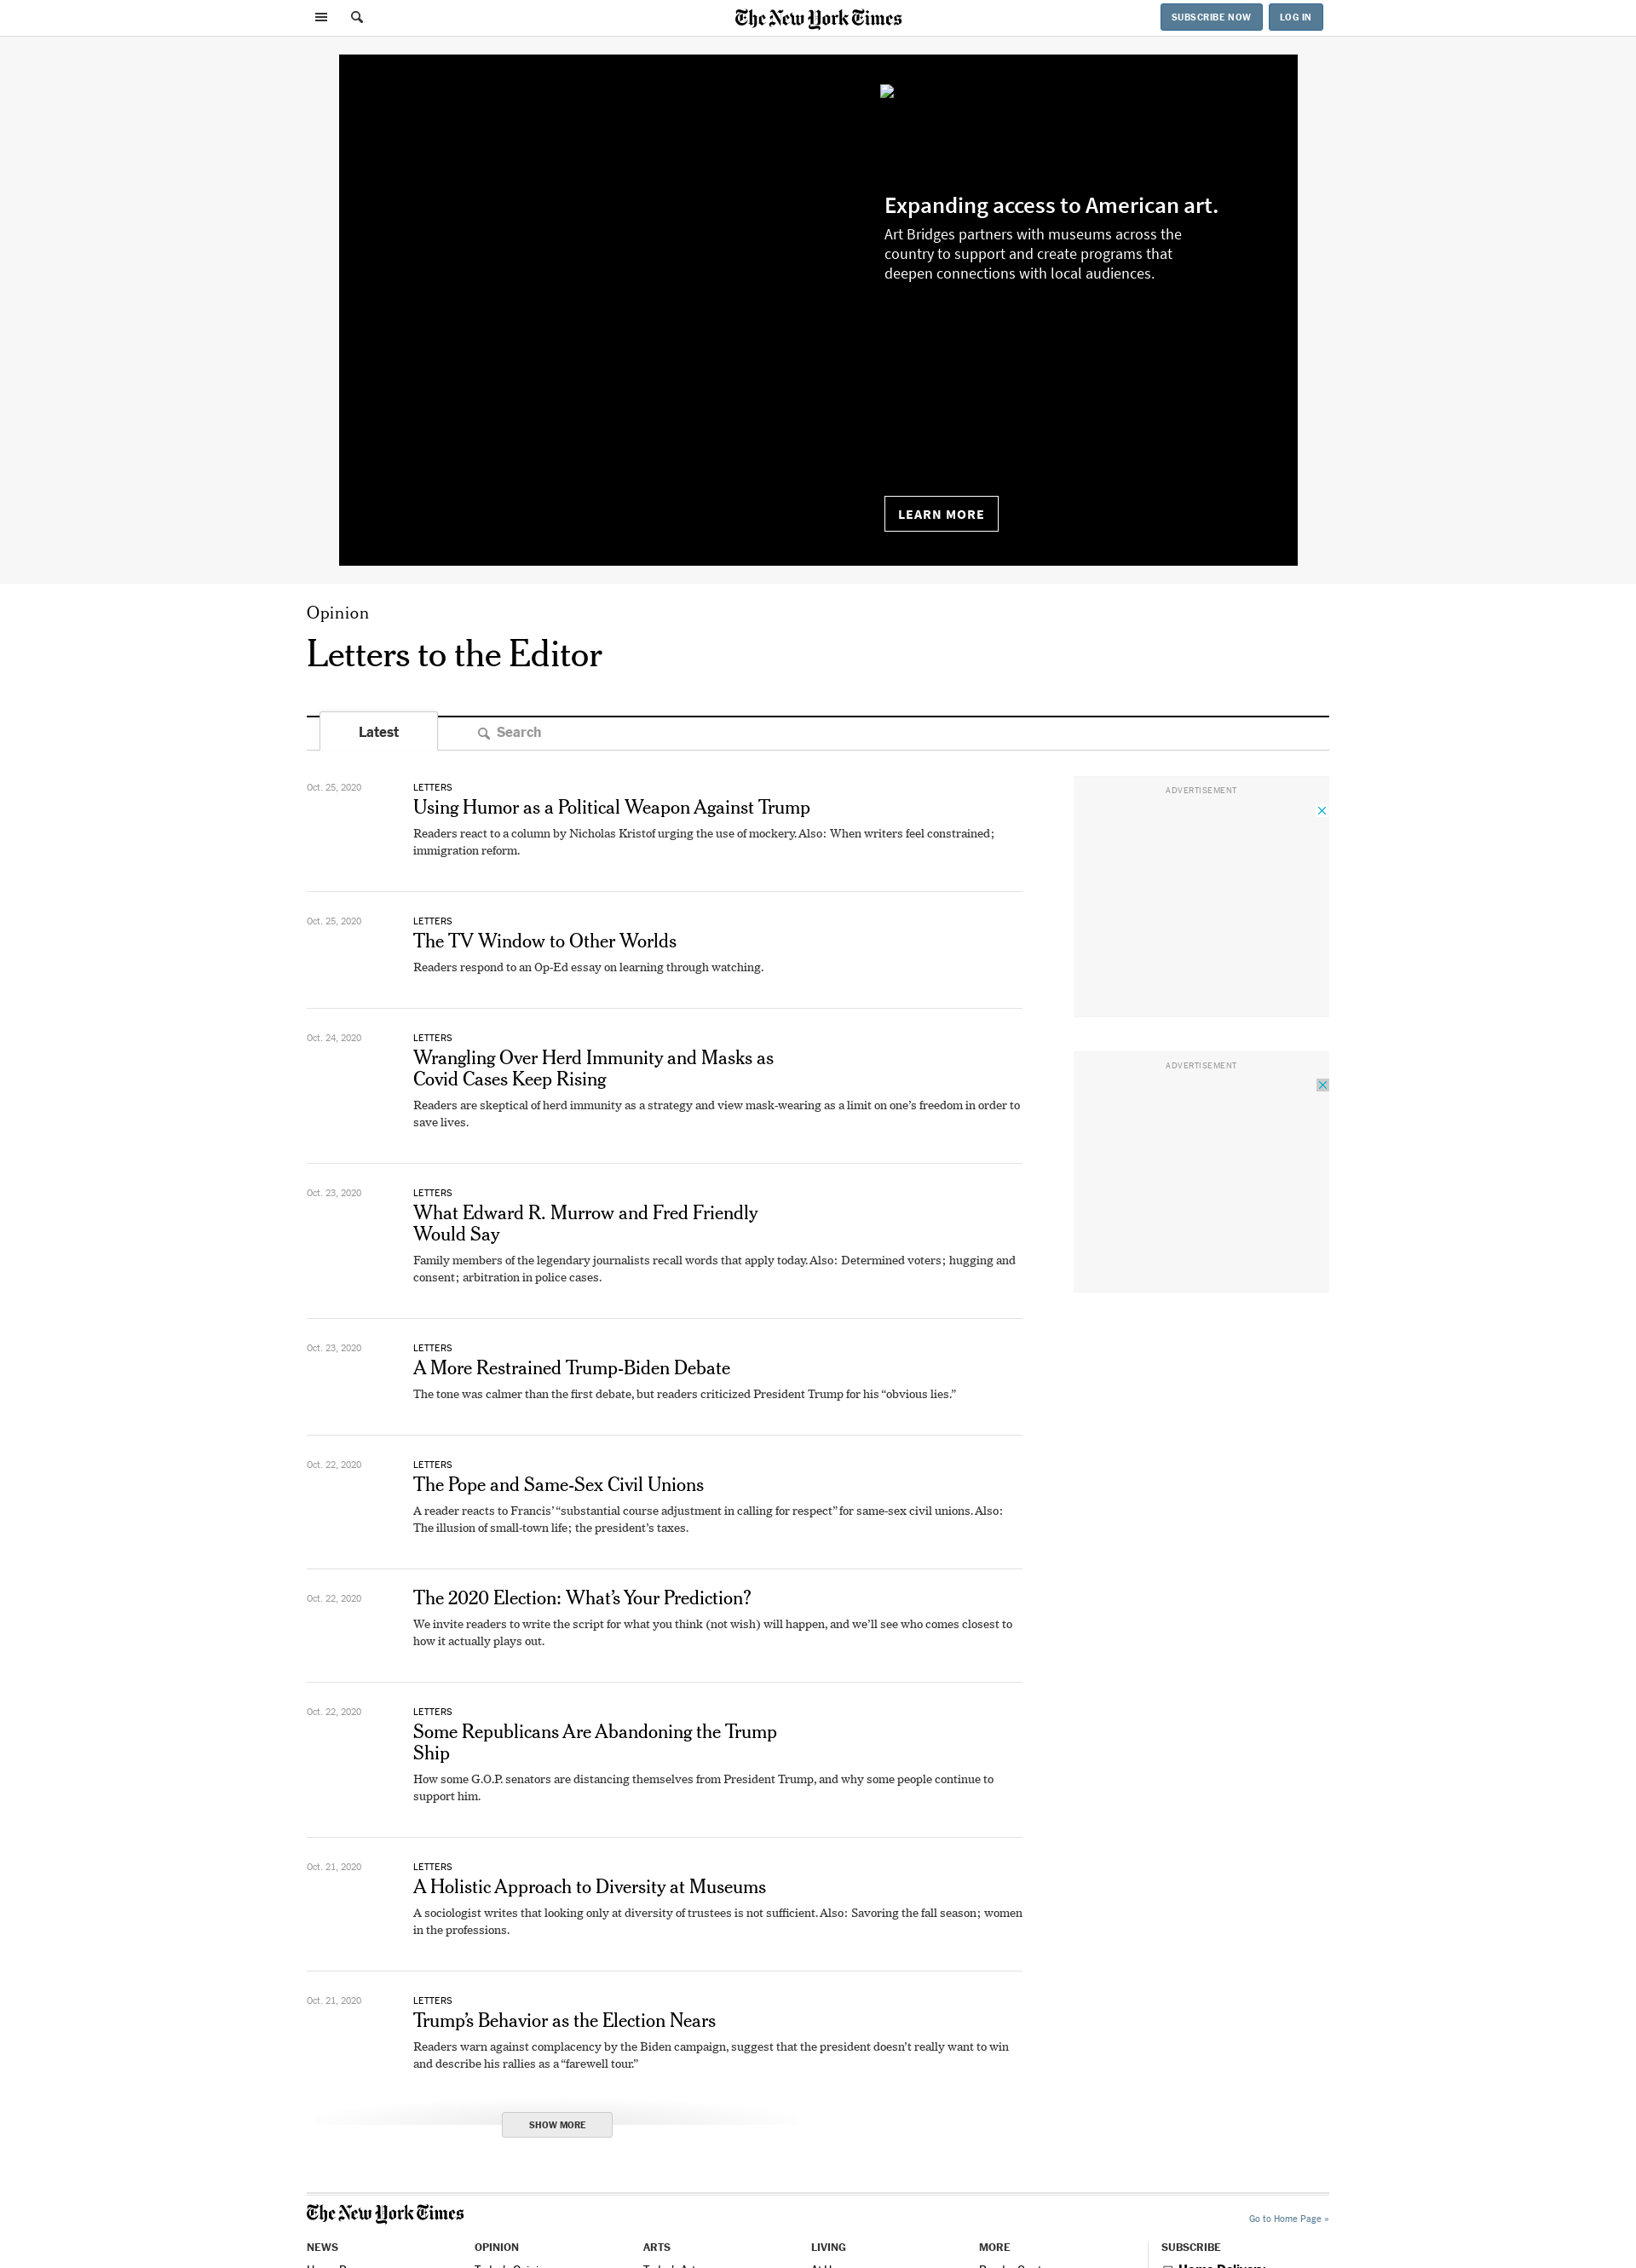 The New York Times
SUBSCRIBE NOW
LOG IN
Expanding access to American art.
Art Bridges partners with museums across the
country to support and create programs that
deepen connections with local audiences.
LEARN MORE
Opinion
Letters to the Editor
Latest
Search
Oct. 25, 2020
LETTERS
Using Humor as a Political Weapon Against Trump
Readers react to a column by Nicholas Kristof urging the use of mockery. Also: When writers feel constrained;
immigration reform.
ADVERTISEMENT
Oct. 25, 2020
LETTERS
The TV Window to Other Worlds
Readers respond to an Op-Ed essay on learning through watching.
Oct. 24, 2020
LETTERS
Wrangling Over Herd Immunity and Masks as
Covid Cases Keep Rising
Readers are skeptical of herd immunity as a strategy and view mask-wearing as a limit on one’s freedom in order to
save lives.
ADVERTISEMENT
Oct. 23, 2020
LETTERS
What Edward R. Murrow and Fred Friendly
Would Say
Family members of the legendary journalists recall words that apply today. Also: Determined voters; hugging and
consent; arbitration in police cases.
Oct. 23, 2020
LETTERS
A More Restrained Trump-Biden Debate
The tone was calmer than the first debate, but readers criticized President Trump for his “obvious lies.”
Oct. 22, 2020
LETTERS
The Pope and Same-Sex Civil Unions
A reader reacts to Francis’ “substantial course adjustment in calling for respect” for same-sex civil unions. Also:
The illusion of small-town life; the president’s taxes.
Oct. 22, 2020
The 2020 Election: What’s Your Prediction?
We invite readers to write the script for what you think (not wish) will happen, and we’ll see who comes closest to
how it actually plays out.
Oct. 22, 2020
LETTERS
Some Republicans Are Abandoning the Trump
Ship
How some G.O.P. senators are distancing themselves from President Trump, and why some people continue to
support him.
Oct. 21, 2020
LETTERS
A Holistic Approach to Diversity at Museums
A sociologist writes that looking only at diversity of trustees is not sufficient. Also: Savoring the fall season; women
in the professions.
Oct. 21, 2020
LETTERS
Trump’s Behavior as the Election Nears
Readers warn against complacency by the Biden campaign, suggest that the president doesn’t really want to win
and describe his rallies as a “farewell tour.”
SHOW MORE
The New York Times
Go to Home Page »
NEWS
OPINION
ARTS
LIVING
MORE
SUBSCRIBE